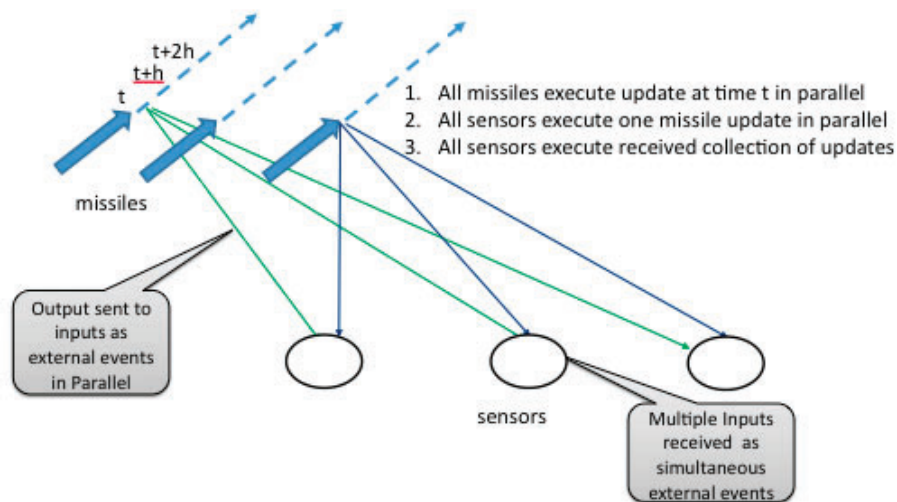 t+2h
t+h
t
1. All missiles execute update at time t in parallel
2. All sensors execute one missile update in parallel
3. All sensors execute received collection of updates
missiles
Output sent to
inputs as
external events
in Parallel
sensors
Multiple Inputs
received as
simultaneous
external events